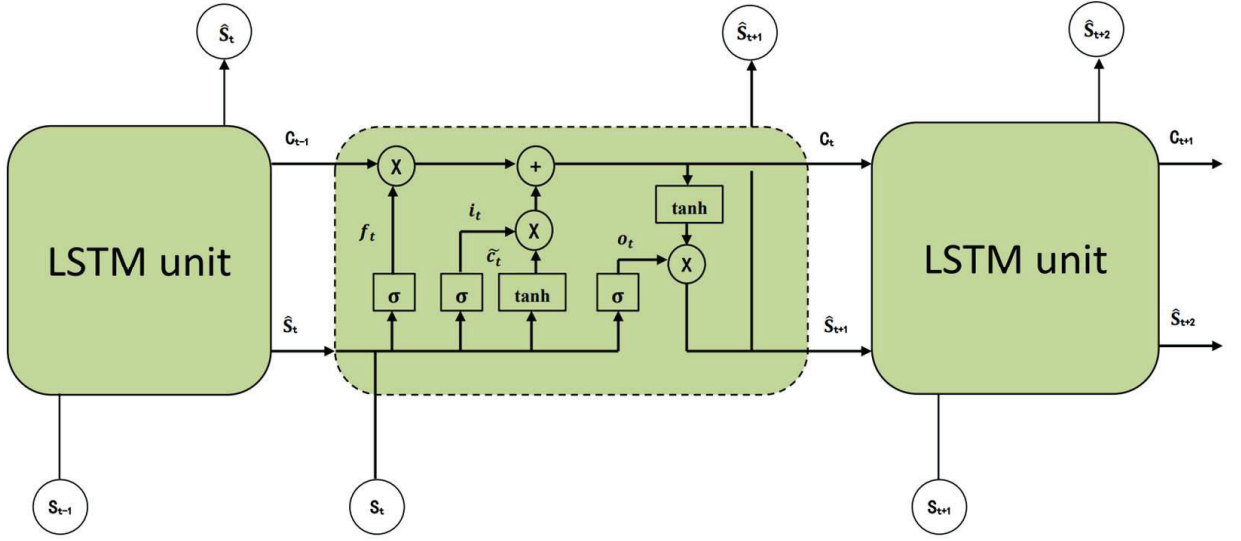 Ŝt
Ŝt+1
Ŝt+2
Ct-1
Ct
Ct+1
X
+
tanh
it
ft
X
ot
c̃t
X
LSTM unit
LSTM unit
σ
σ
tanh
σ
Ŝt
Ŝt+1
Ŝt+2
St-1
St
St+1